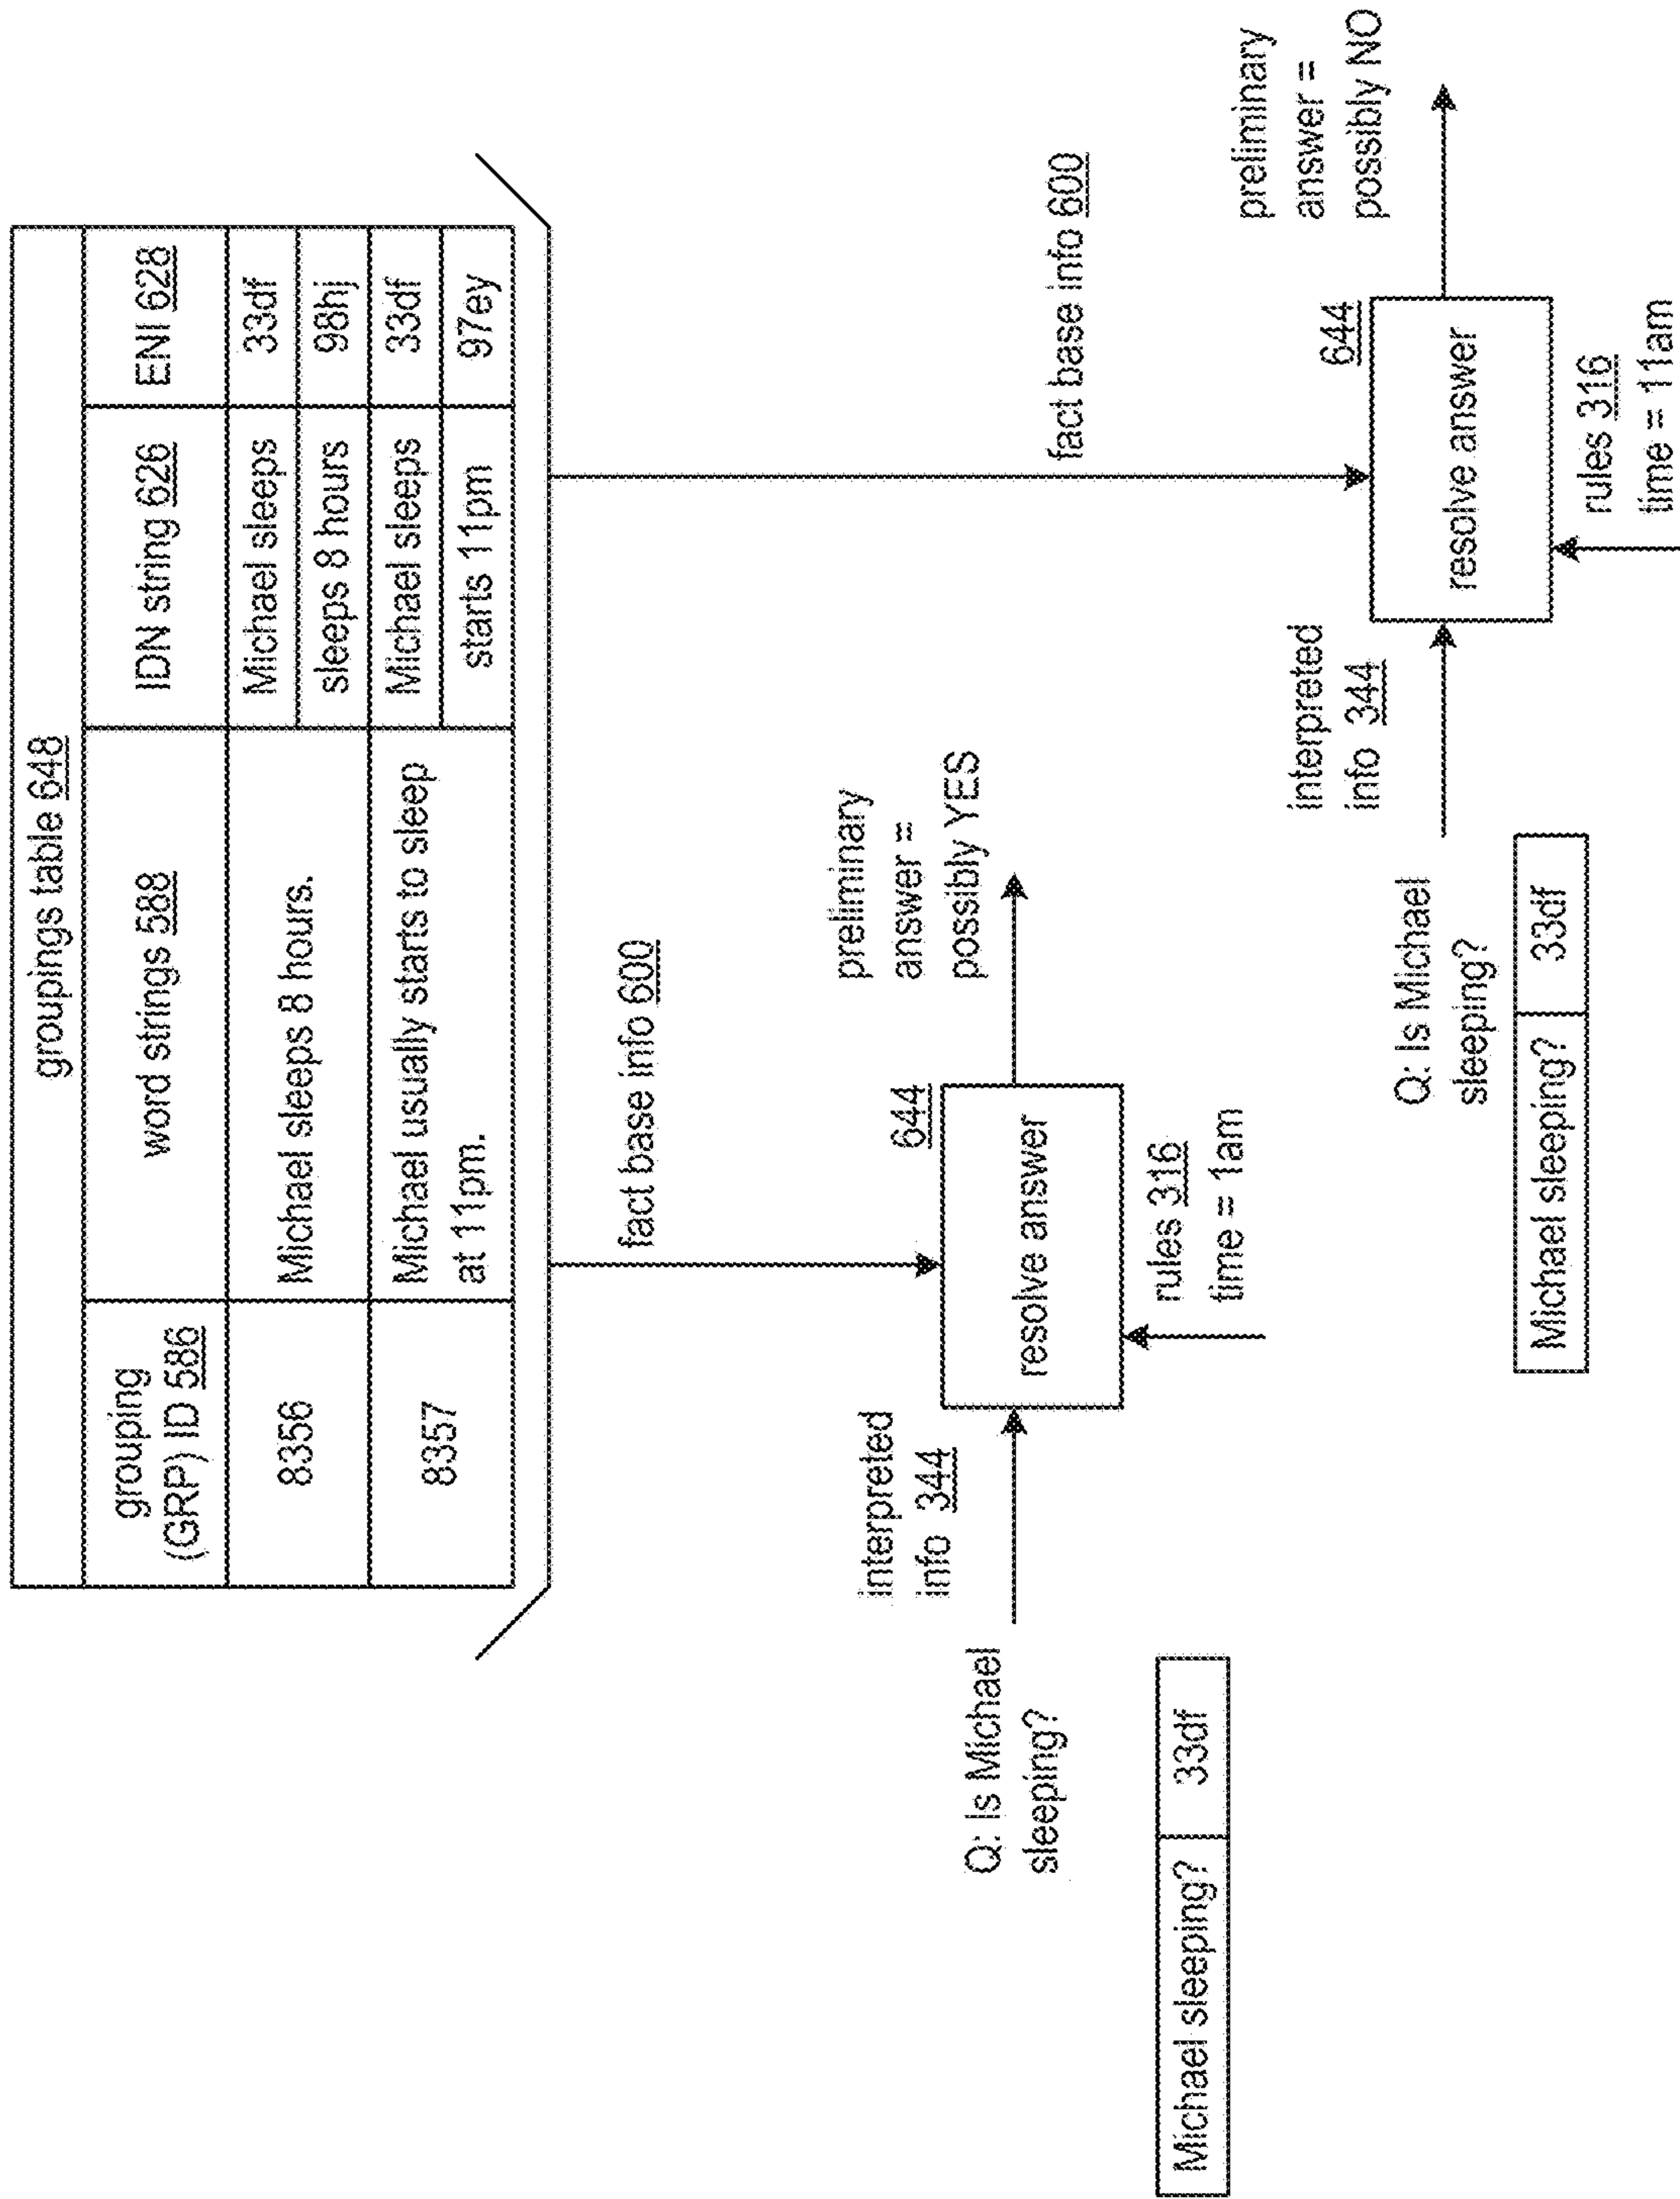 groupings table 648
grouping
(GRP) ID 586
word strings 588
IDN string 626
ENI 628
8356
Michael sleeps 8 hours.
Michael sleeps
33df
sleeps 8 hours
98hj
8357
Michael usually starts to sleep
at 11pm.
Michael sleeps
33df
starts 11pm
97ey
fact base info 600
interpreted
info 344
Q: Is Michael
sleeping?
Michael sleeping?
33df
644
resolve answer
rules 316
time = 1am
preliminary
answer =
possibly YES
fact base info 600
interpreted
info 344
Q: Is Michael
sleeping?
Michael sleeping?
33df
644
resolve answer
rules 316
time = 11am
preliminary
answer =
possibly NO